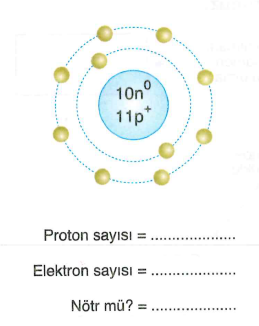 10n⁰
11p⁺
Proton sayısı = ....................
Elektron sayısı = ....................
Nötr mü? = ....................